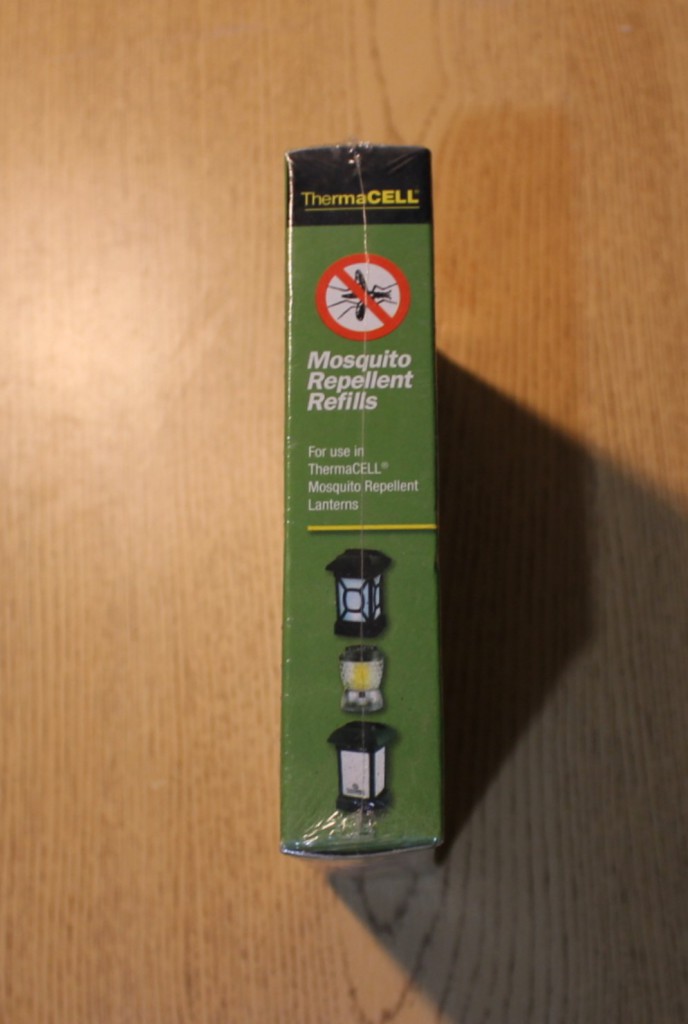 ThermaCELL®
Mosquito
Repellent
Refills
For use in
ThermaCELL®
Mosquito Repellent
Lanterns